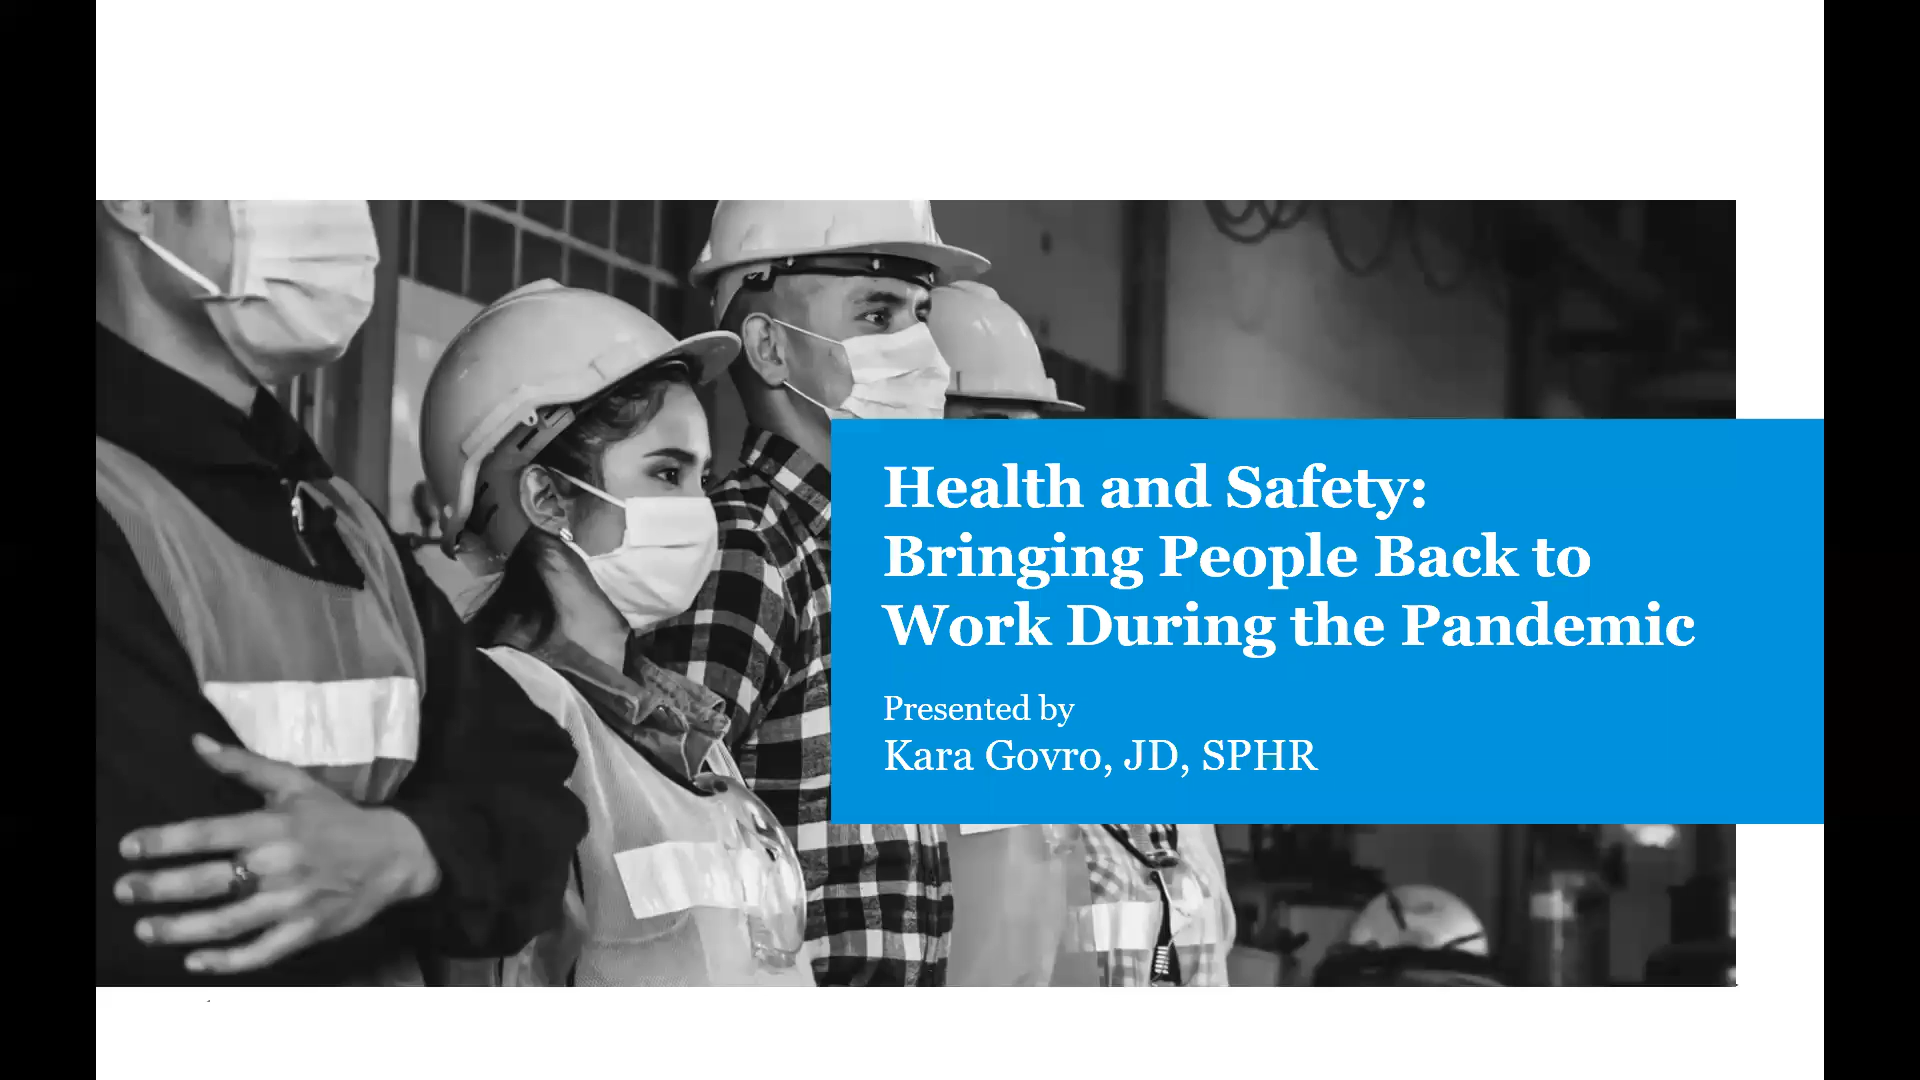 Health and Safety:
Bringing People Back to
Work During the Pandemic
Presented by
Kara Govro, JD, SPHR